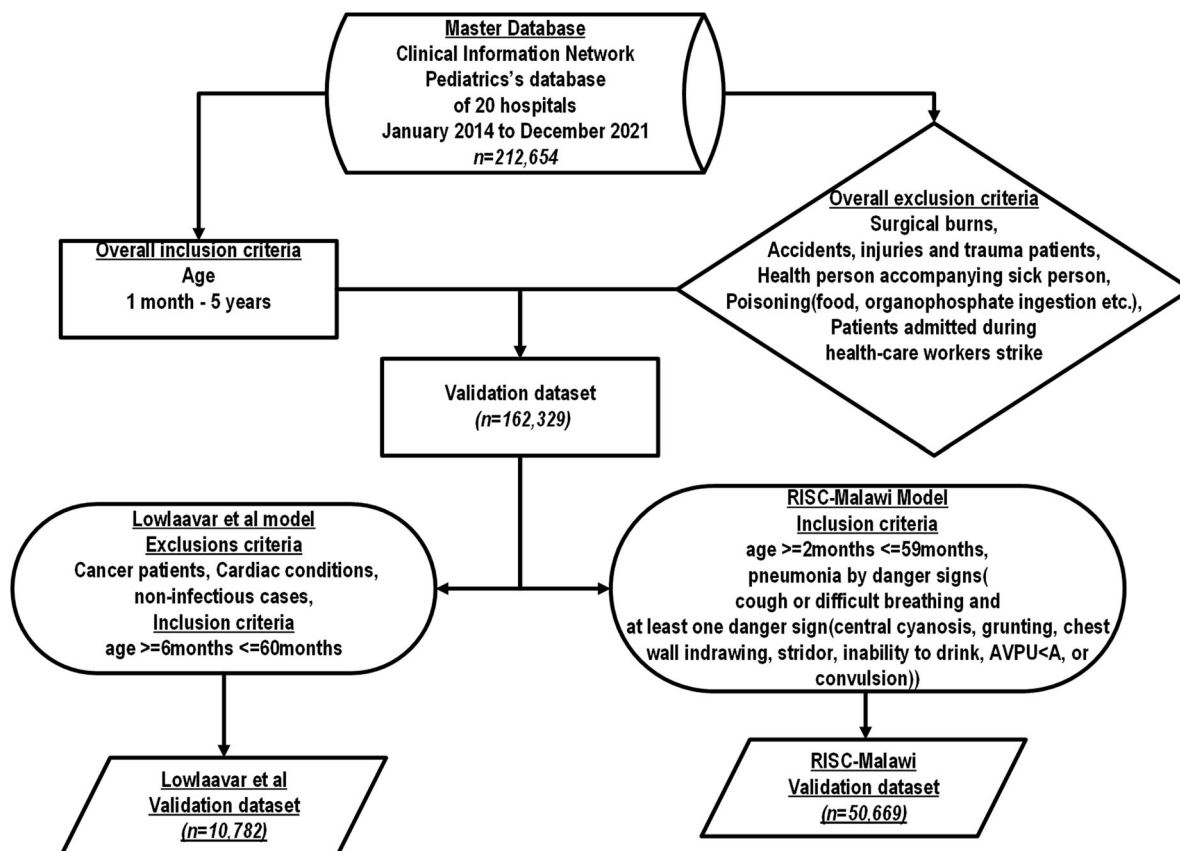 Master Database
Clinical Information Network
Pediatrics's database
of 20 hospitals
January 2014 to December 2021
n=212,654
Overall inclusion criteria
Age
1 month - 5 years
Overall exclusion criteria
Surgical burns,
Accidents, injuries and trauma patients,
Health person accompanying sick person,
Poisoning(food, organophosphate ingestion etc.),
Patients admitted during
health-care workers strike
Validation dataset
(n=162,329)
Lowlaavar et al model
Exclusions criteria
Cancer patients, Cardiac conditions,
non-infectious cases,
Inclusion criteria
age >=6months <=60months
RISC-Malawi Model
Inclusion criteria
age >=2months <=59months,
pneumonia by danger signs(
cough or difficult breathing and
at least one danger sign(central cyanosis, grunting, chest
wall indrawing, stridor, inability to drink, AVPU<A, or
convulsion))
Lowlaavar et al
Validation dataset
(n=10,782)
RISC-Malawi
Validation dataset
(n=50,669)